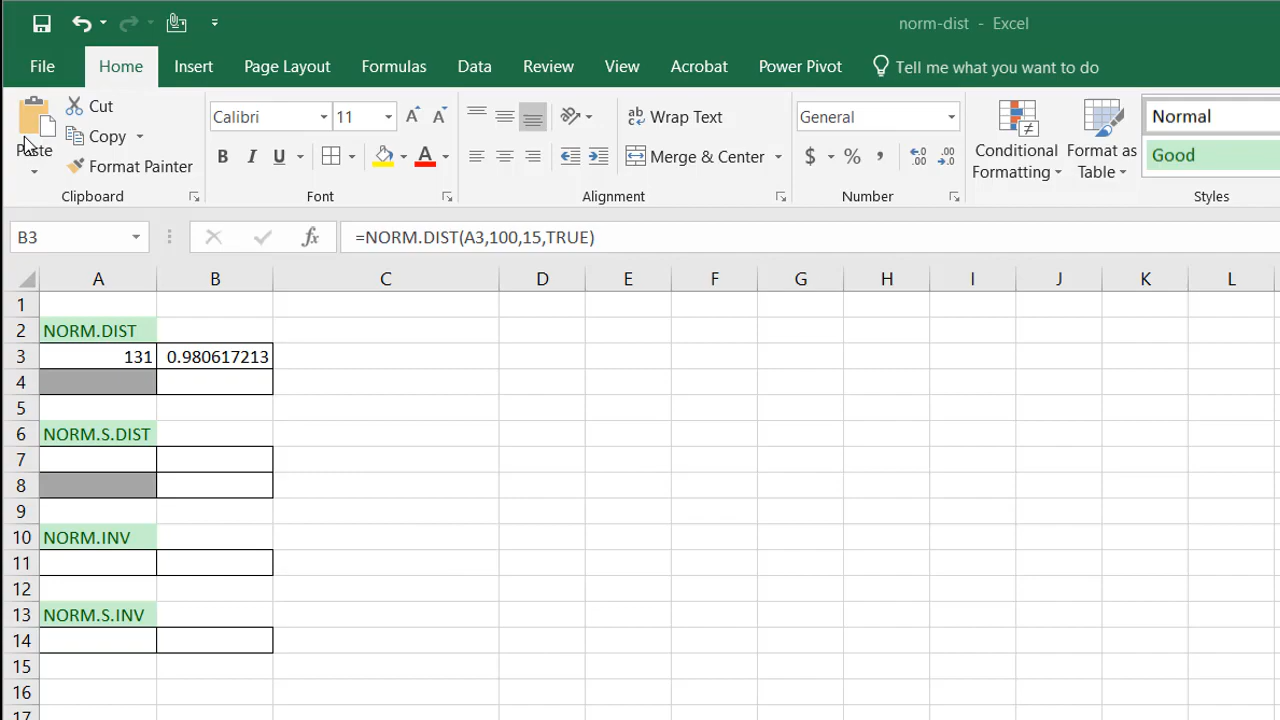 norm-dist - Excel
File Home Insert Page Layout Formulas Data Review View Acrobat Power Pivot Tell me what you want to do
Paste
Cut
Copy
Format Painter
Clipboard
Calibri 11
B I U A
Font
Wrap Text
Merge & Center
Alignment
General
$ % ,
Number
Conditional Formatting
Format as Table
Normal
Good
Styles
B3 fx =NORM.DIST(A3,100,15,TRUE)
A B C D E F G H I J K L
1
2 NORM.DIST
3 131 0.980617213
4
5
6 NORM.S.DIST
7
8
9
10 NORM.INV
11
12
13 NORM.S.INV
14
15
16
17